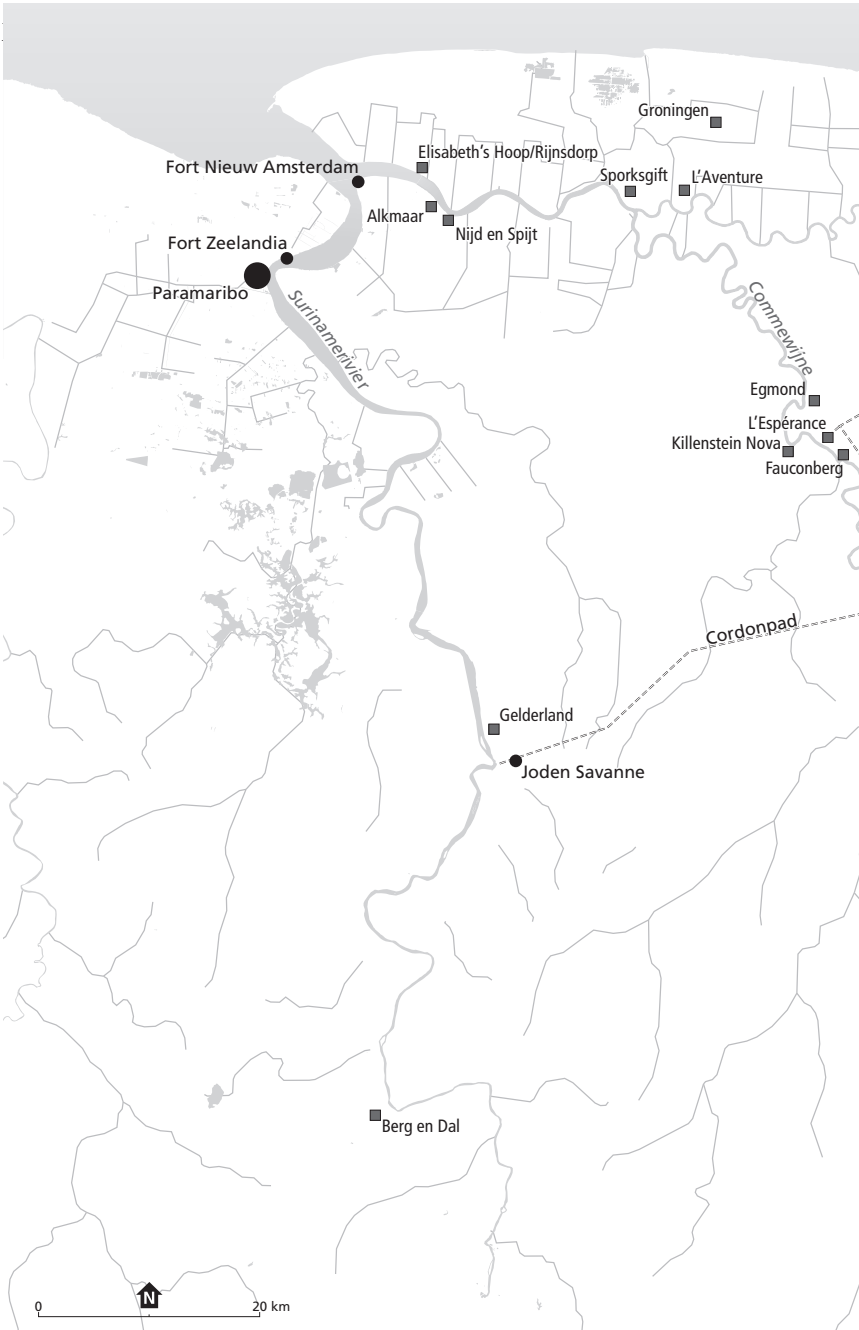 Groningen
Elisabeth's Hoop/Rijnsdorp
Fort Nieuw Amsterdam
Sporksgift
L'Aventure
Alkmaar
Nijd en Spijt
Fort Zeelandia
Paramaribo
Surinamerivier
Commewijne
Egmond
L'Espérance
Killenstein Nova
Fauconberg
Cordonpad
Gelderland
Joden Savanne
Berg en Dal
N
0
20 km